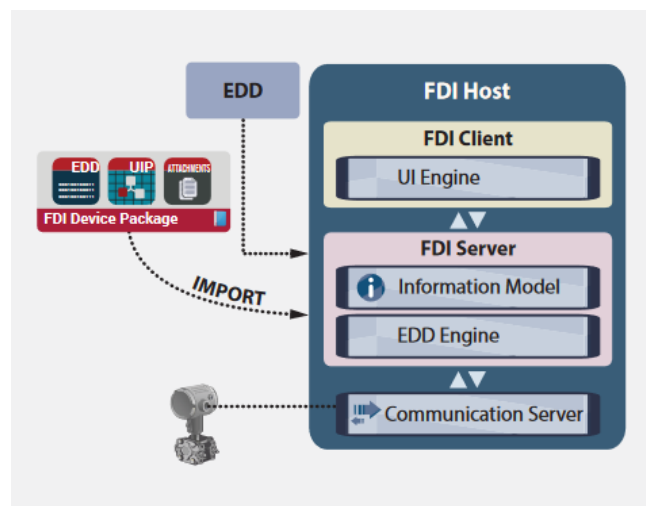 EDD
FDI Host
FDI Client
UI Engine
EDD
UIP
ATTACHMENTS
FDI Device Package
IMPORT
FDI Server
Information Model
EDD Engine
Communication Server